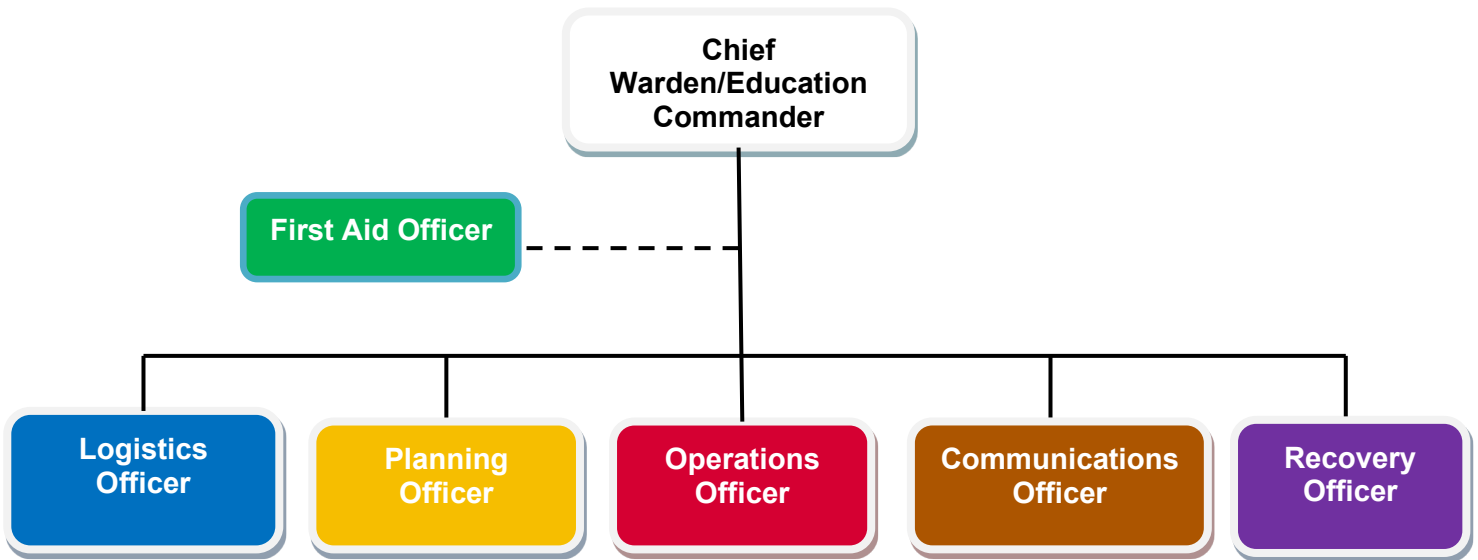 Chief
Warden/Education
Commander
First Aid Officer
Logistics
Officer
Planning
Officer
Operations
Officer
Communications
Officer
Recovery
Officer